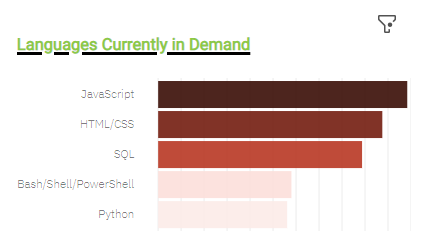 Languages Currently in Demand
JavaScript
HTML/CSS
SQL
Bash/Shell/PowerShell
Python